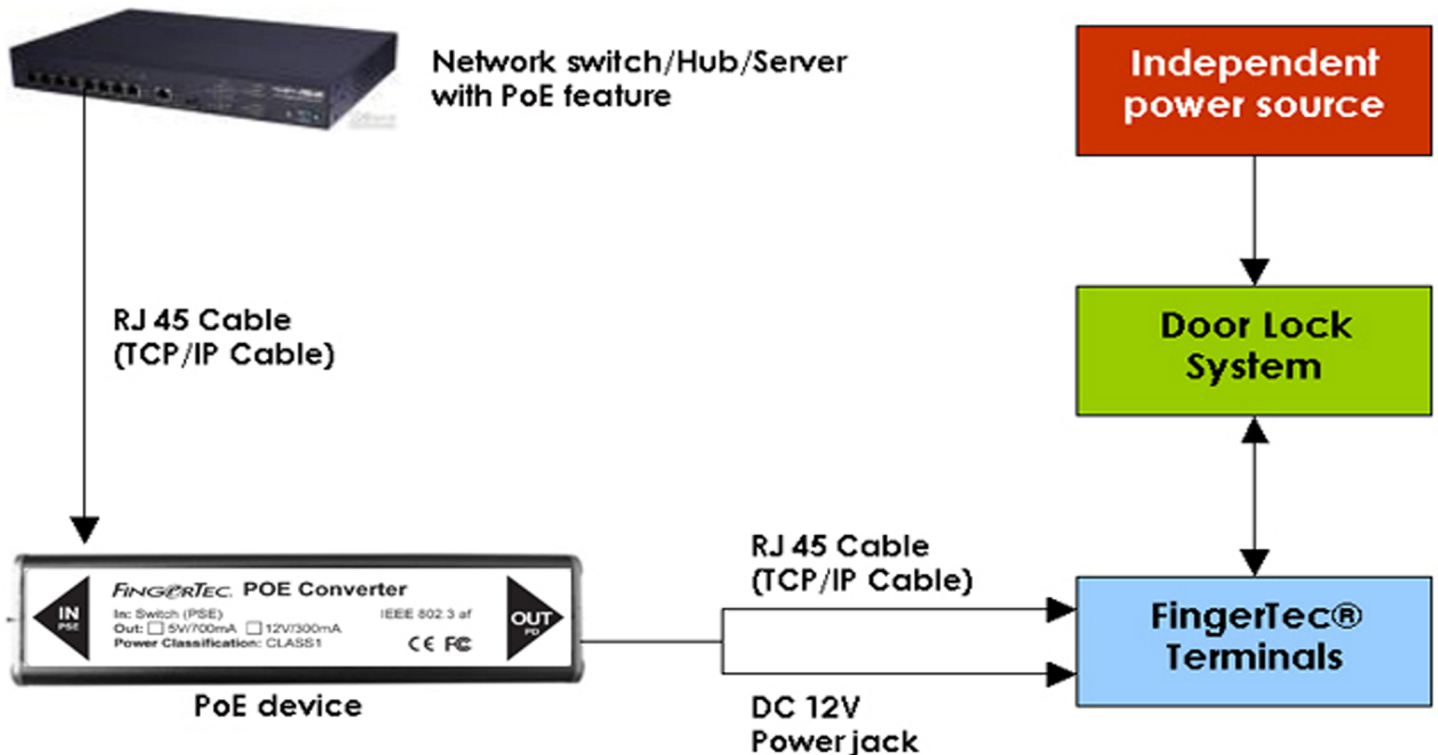 Network switch/Hub/Server
with PoE feature
Independent
power source
RJ 45 Cable
(TCP/IP Cable)
Door Lock
System
RJ 45 Cable
(TCP/IP Cable)
FINGERTEC. POE Converter
IN
PSE
In: Switch (PSE)
IEEE 802.3 af
Out: ☐ 5V/700mA ☐ 12V/300mA
Power Classification: CLASS1
CE FC
OUT
PD
FingerTec®
Terminals
PoE device
DC 12V
Power jack